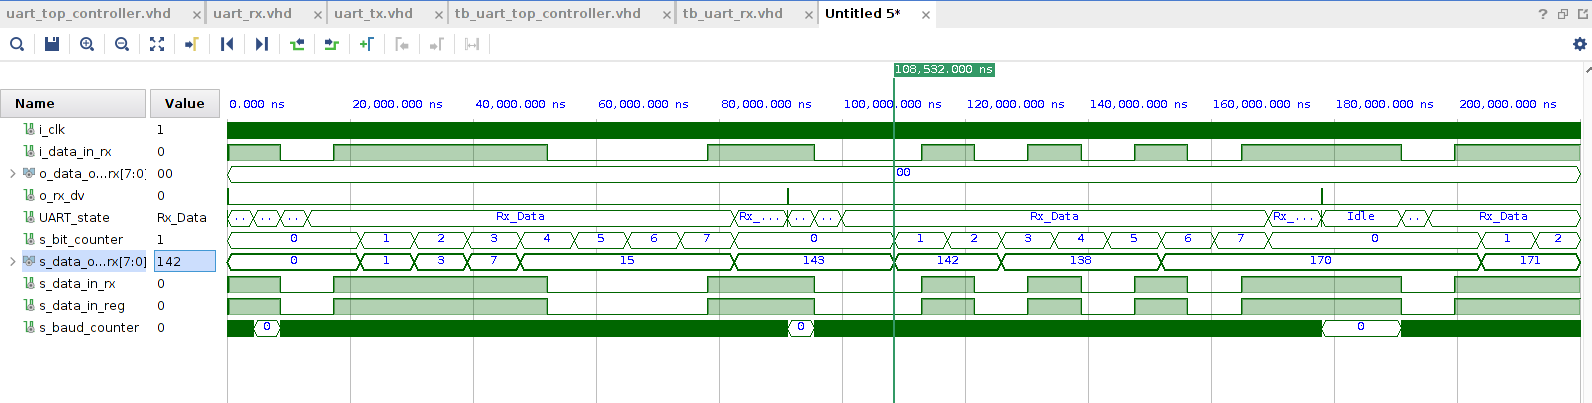 uart_top_controller.vhd × uart_rx.vhd × uart_tx.vhd × tb_uart_top_controller.vhd × tb_uart_rx.vhd × Untitled 5* × ?
108,532.000 ns
Name Value 0.000 ns 20,000.000 ns 40,000.000 ns 60,000.000 ns 80,000.000 ns 100,000.000 ns 120,000.000 ns 140,000.000 ns 160,000.000 ns 180,000.000 ns 200,000.000 ns
i_clk 1
i_data_in_rx 0
o_data_o...rx[7:0] 00 00
o_rx_dv 0
UART_state Rx_Data .. .. .. Rx_Data Rx_... .. .. Rx_Data Rx_... Idle .. Rx_Data
s_bit_counter 1 0 1 2 3 4 5 6 7 0 1 2 3 4 5 6 7 0 1 2
s_data_o...rx[7:0] 142 0 1 3 7 15 143 142 138 170 171
s_data_in_rx 0
s_data_in_reg 0
s_baud_counter 0 0 0 0